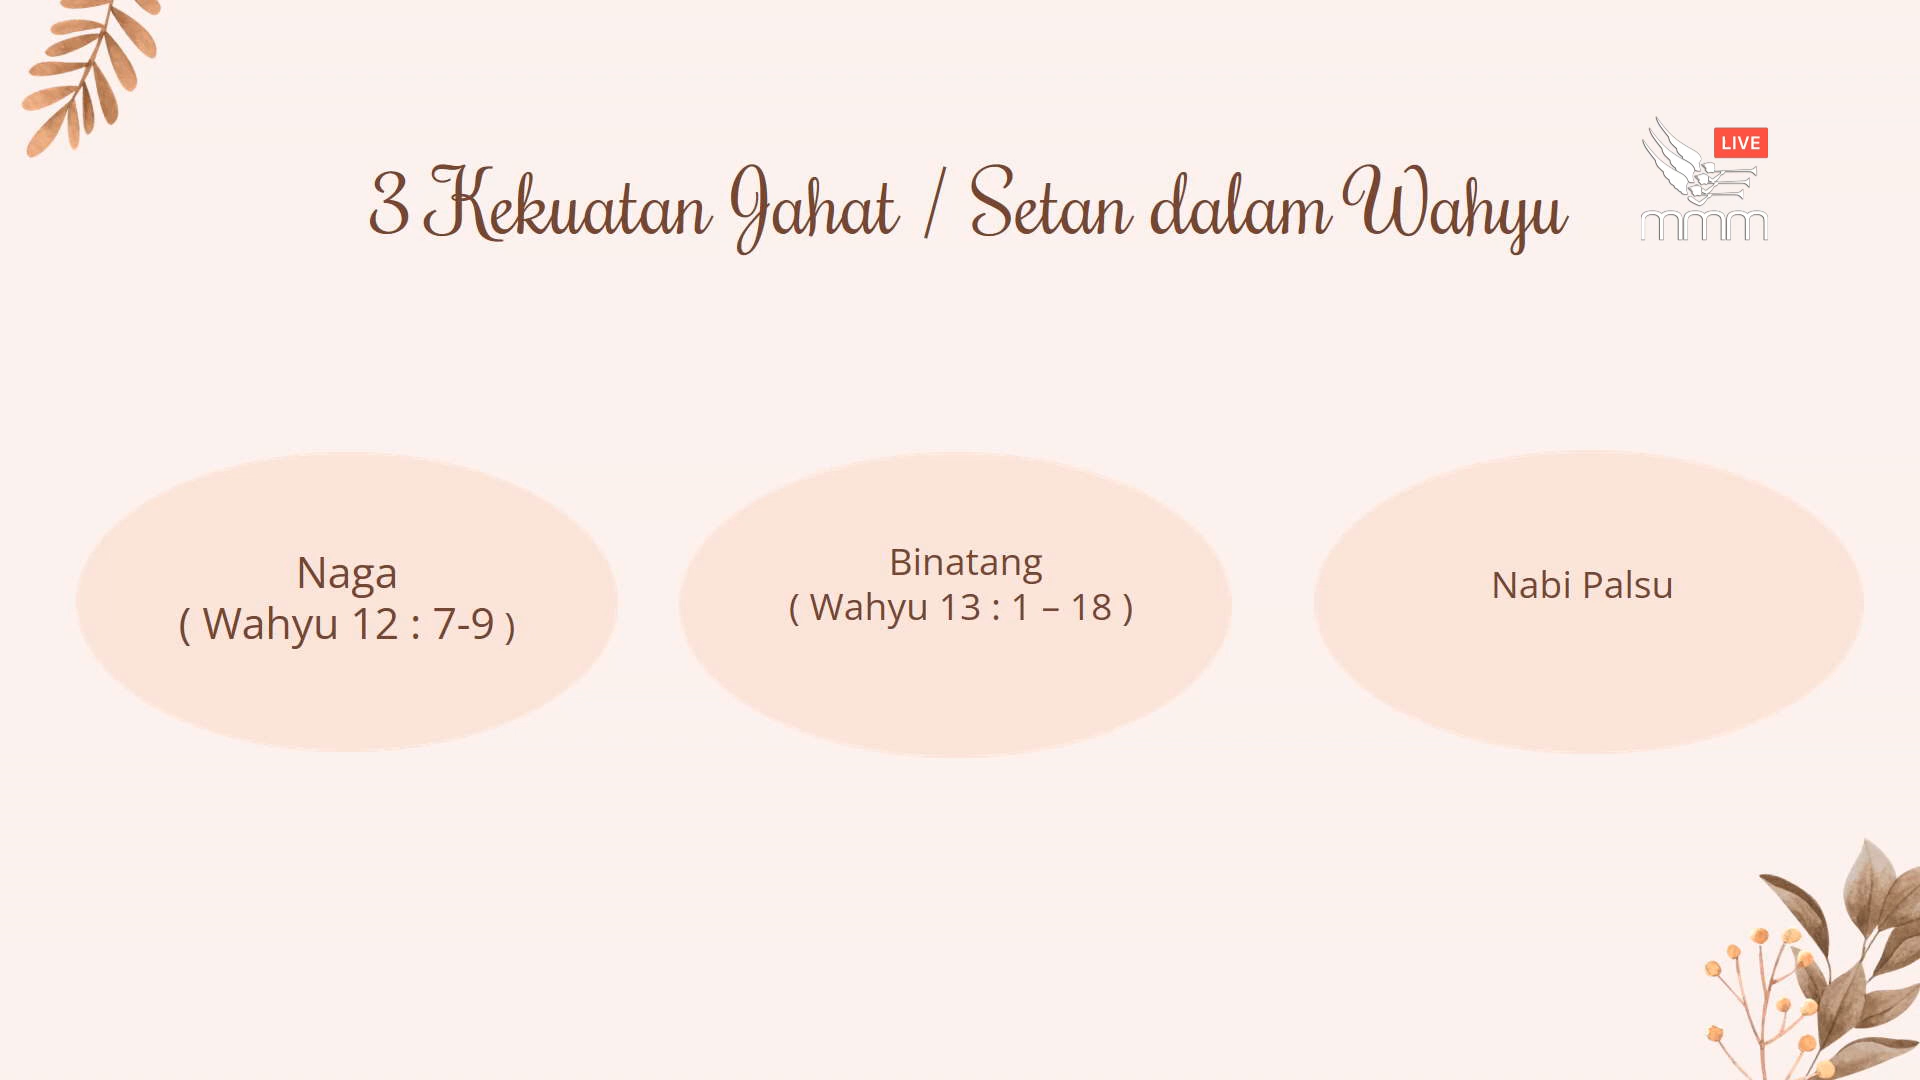 LIVE
3 Kekuatan Jahat / Setan dalam Wahyu
mmm
Naga
( Wahyu 12 : 7-9 )
Binatang
( Wahyu 13 : 1 – 18 )
Nabi Palsu